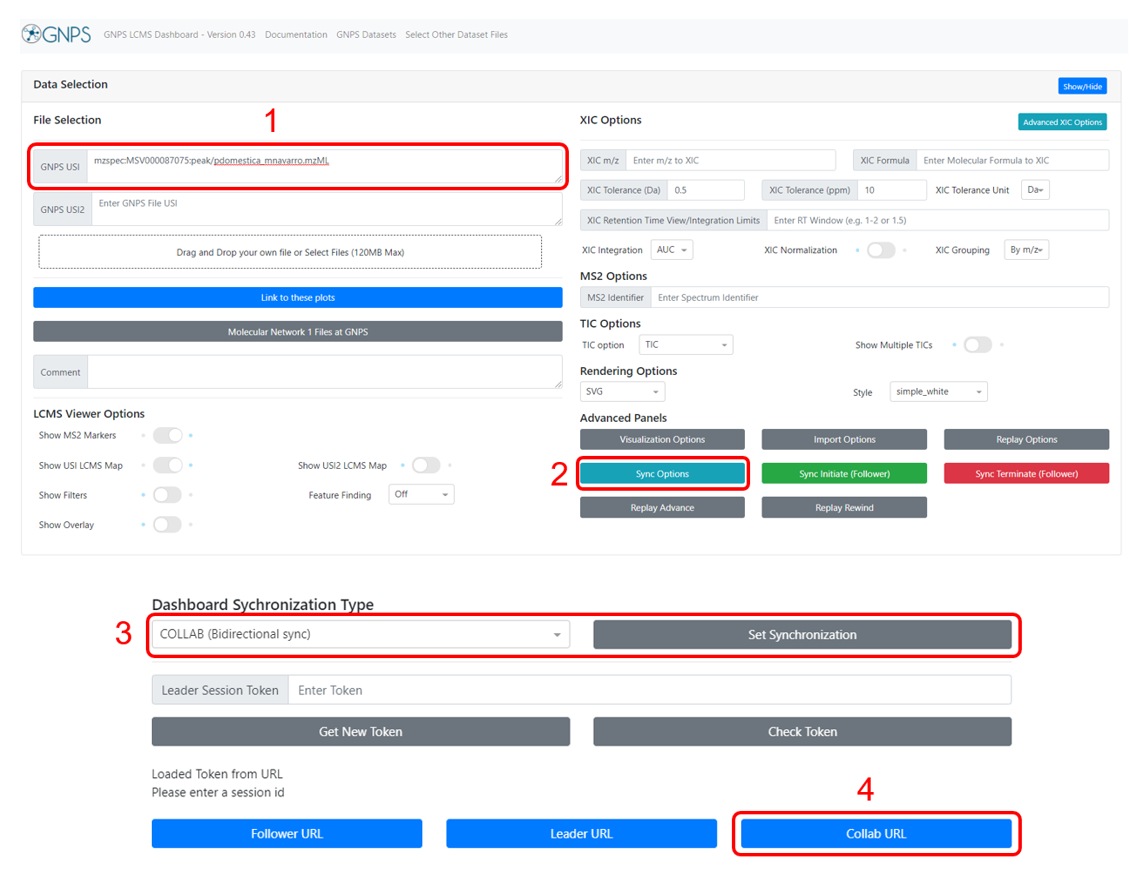 GNPS
GNPS LCMS Dashboard - Version 0.43 Documentation GNPS Datasets Select Other Dataset Files
Data Selection
Show/Hide
File Selection
1
GNPS USI mzspec:MSV000087075:peak/pdomestica_mnavarro.mzML
GNPS USI2 Enter GNPS File USI
Drag and Drop your own file or Select Files (120MB Max)
Link to these plots
Molecular Network 1 Files at GNPS
Comment
LCMS Viewer Options
Show MS2 Markers
Show USI LCMS Map Show USI2 LCMS Map
Show Filters Feature Finding Off
Show Overlay
XIC Options
Advanced XIC Options
XIC m/z Enter m/z to XIC XIC Formula Enter Molecular Formula to XIC
XIC Tolerance (Da) 0.5 XIC Tolerance (ppm) 10 XIC Tolerance Unit Da
XIC Retention Time View/Integration Limits Enter RT Window (e.g. 1-2 or 1.5)
XIC Integration AUC XIC Normalization XIC Grouping By m/z
MS2 Options
MS2 Identifier Enter Spectrum Identifier
TIC Options
TIC option TIC Show Multiple TICs
Rendering Options
SVG Style simple_white
Advanced Panels
Visualization Options Import Options Replay Options
2 Sync Options Sync Initiate (Follower) Sync Terminate (Follower)
Replay Advance Replay Rewind
Dashboard Sychronization Type
3 COLLAB (Bidirectional sync) Set Synchronization
Leader Session Token Enter Token
Get New Token Check Token
Loaded Token from URL
Please enter a session id
4
Follower URL Leader URL Collab URL